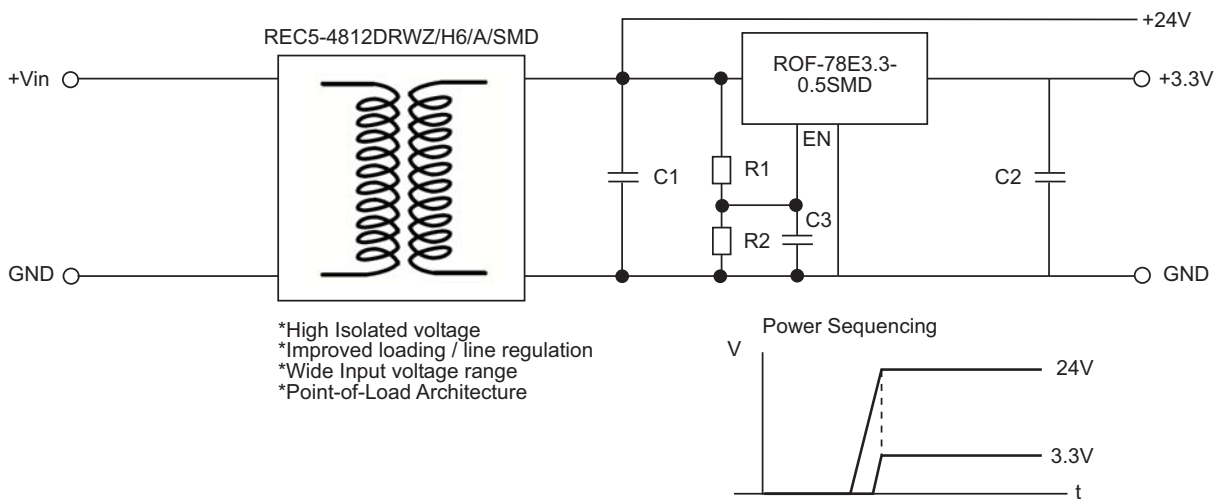 +24V
REC5-4812DRWZ/H6/A/SMD
+Vin
ROF-78E3.3-
0.5SMD
+3.3V
EN
C1
R1
C2
R2
C3
GND
GND
*High Isolated voltage
*Improved loading / line regulation
*Wide Input voltage range
*Point-of-Load Architecture
Power Sequencing
V
24V
3.3V
t